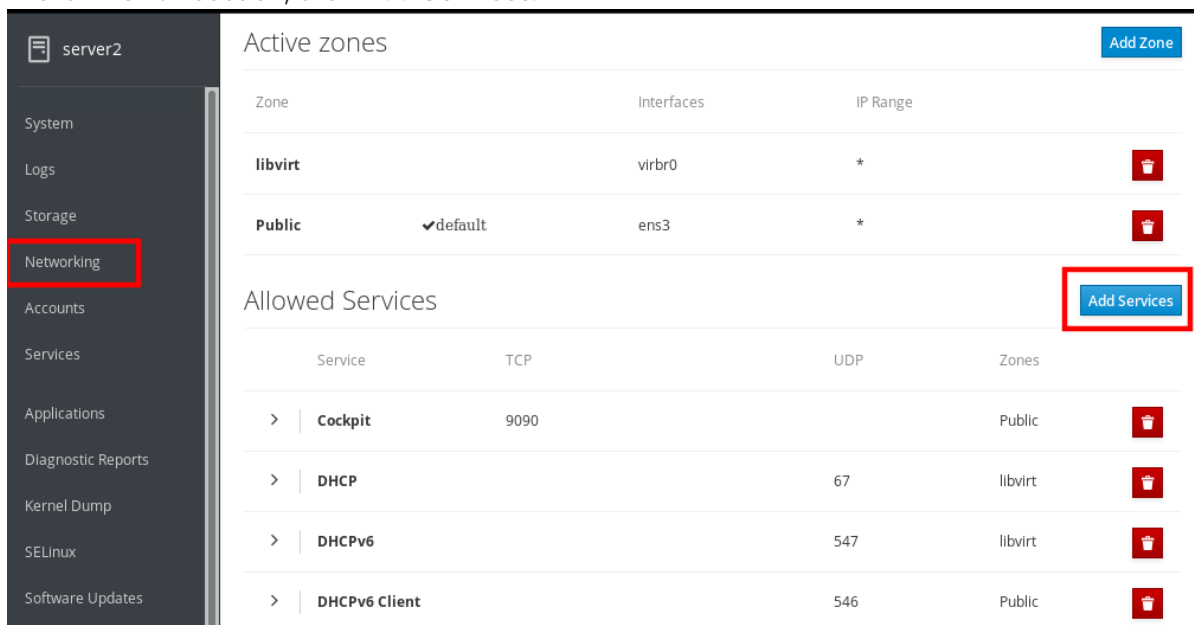 server2
System
Logs
Storage
Networking
Accounts
Services
Applications
Diagnostic Reports
Kernel Dump
SELinux
Software Updates
Active zones Add Zone
Zone Interfaces IP Range
libvirt virbr0 *
Public ✔default ens3 *
Allowed Services Add Services
Service TCP UDP Zones
Cockpit 9090 Public
DHCP 67 libvirt
DHCPv6 547 libvirt
DHCPv6 Client 546 Public